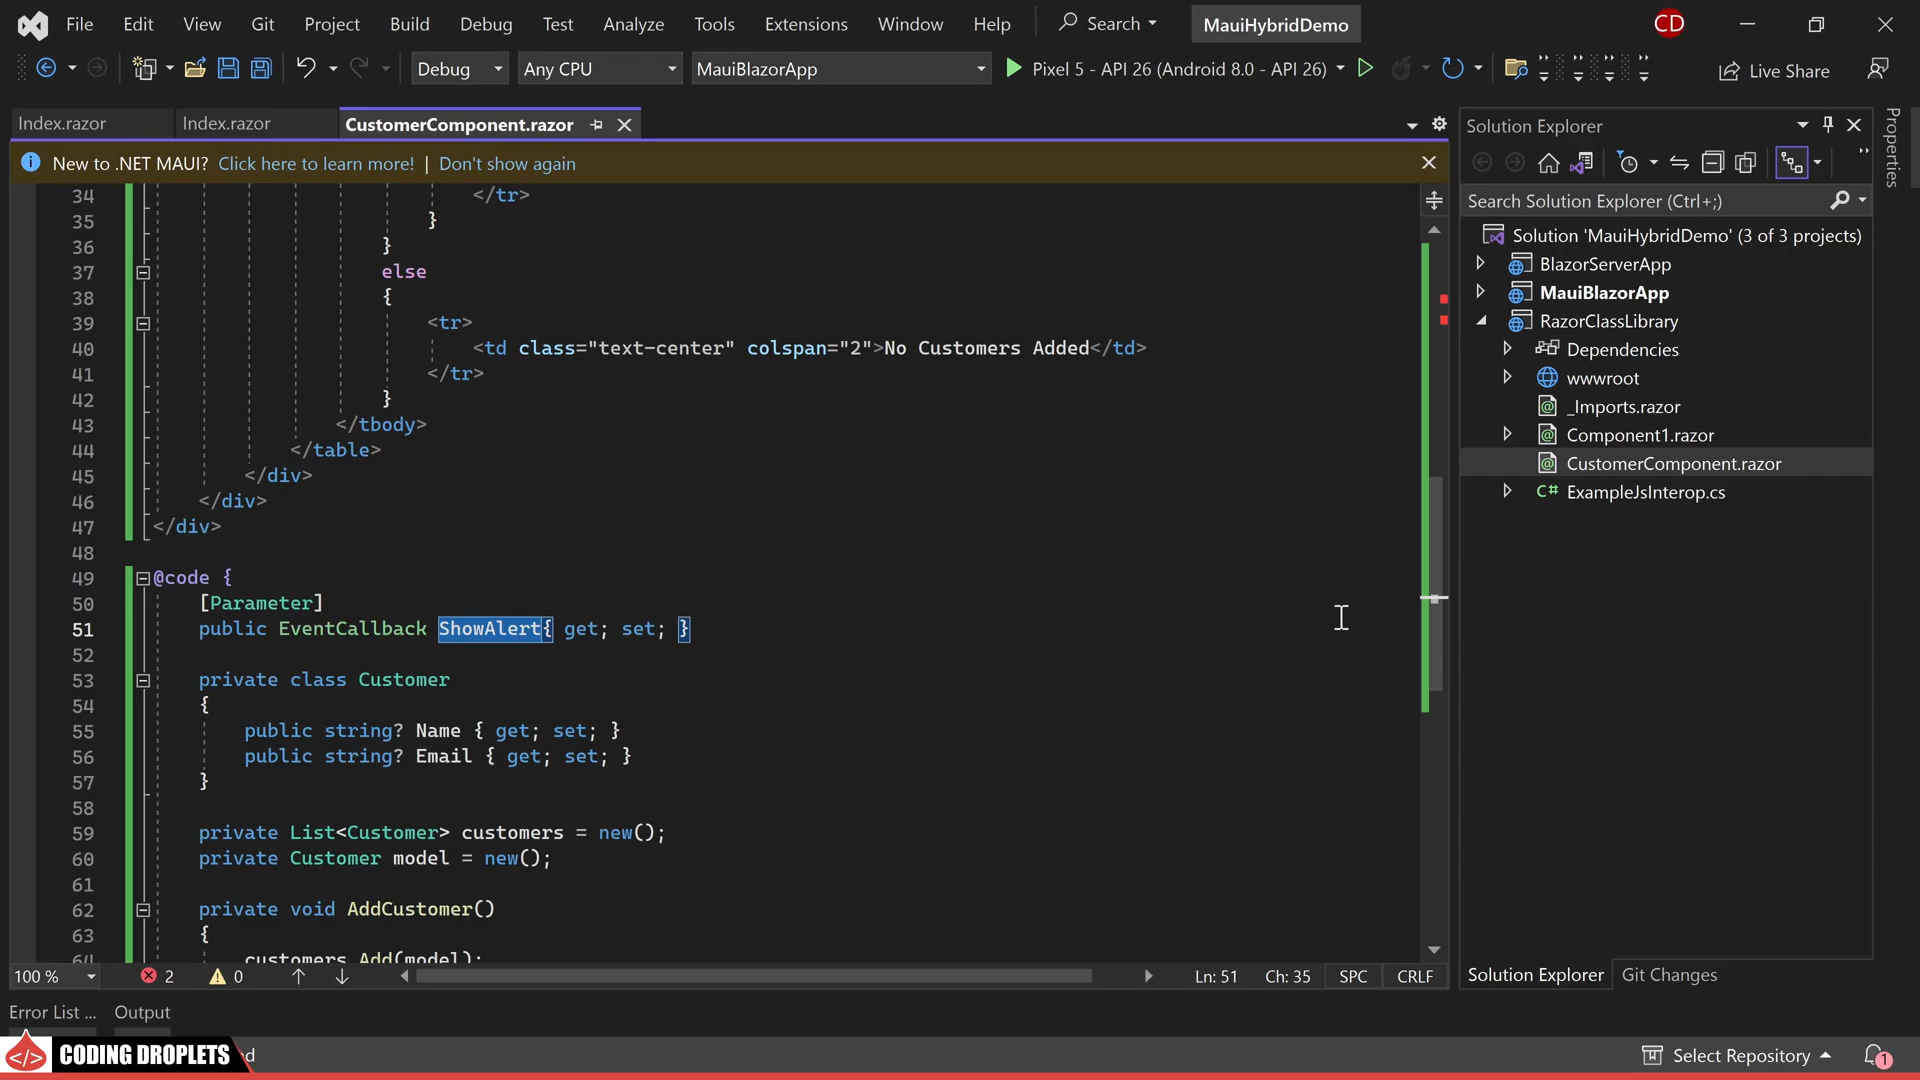 File Edit View Git Project Build Debug Test Analyze Tools Extensions Window Help Search MauiHybridDemo CD
Debug Any CPU MauiBlazorApp Pixel 5 - API 26 (Android 8.0 - API 26) Live Share
Index.razor Index.razor CustomerComponent.razor
New to .NET MAUI? Click here to learn more! | Don't show again
34 </tr>
35 }
36 }
37 else
38 {
39 <tr>
40 <td class="text-center" colspan="2">No Customers Added</td>
41 </tr>
42 }
43 </tbody>
44 </table>
45 </div>
46 </div>
47 </div>
48
49 @code {
50 [Parameter]
51 public EventCallback ShowAlert{ get; set; }
52
53 private class Customer
54 {
55 public string? Name { get; set; }
56 public string? Email { get; set; }
57 }
58
59 private List<Customer> customers = new();
60 private Customer model = new();
61
62 private void AddCustomer()
63 {
64 customers.Add(model);
100 % 2 0 Ln: 51 Ch: 35 SPC CRLF
Error List ... Output
Solution Explorer
Search Solution Explorer (Ctrl+;)
Solution 'MauiHybridDemo' (3 of 3 projects)
BlazorServerApp
MauiBlazorApp
RazorClassLibrary
Dependencies
wwwroot
_Imports.razor
Component1.razor
CustomerComponent.razor
C# ExampleJsInterop.cs
Solution Explorer Git Changes
Properties
</> CODING DROPLETS
Select Repository 1